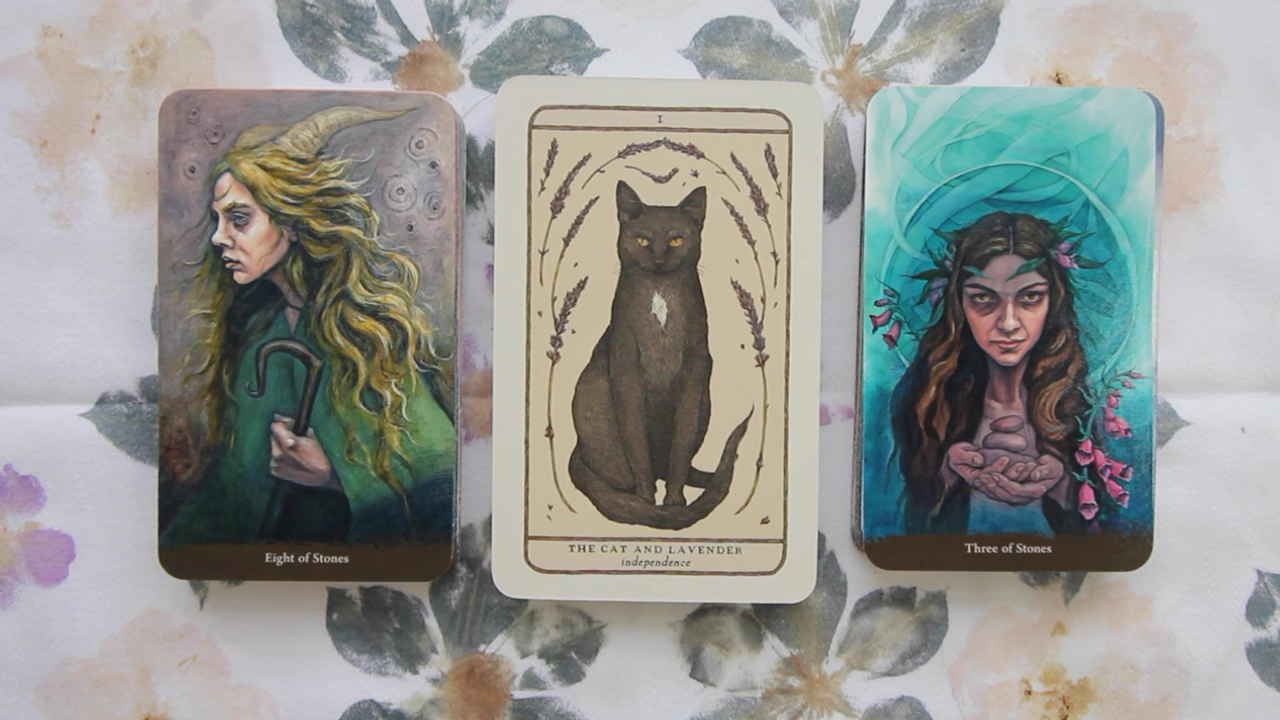 Eight of Stones
I
THE CAT AND LAVENDER
independence
Three of Stones